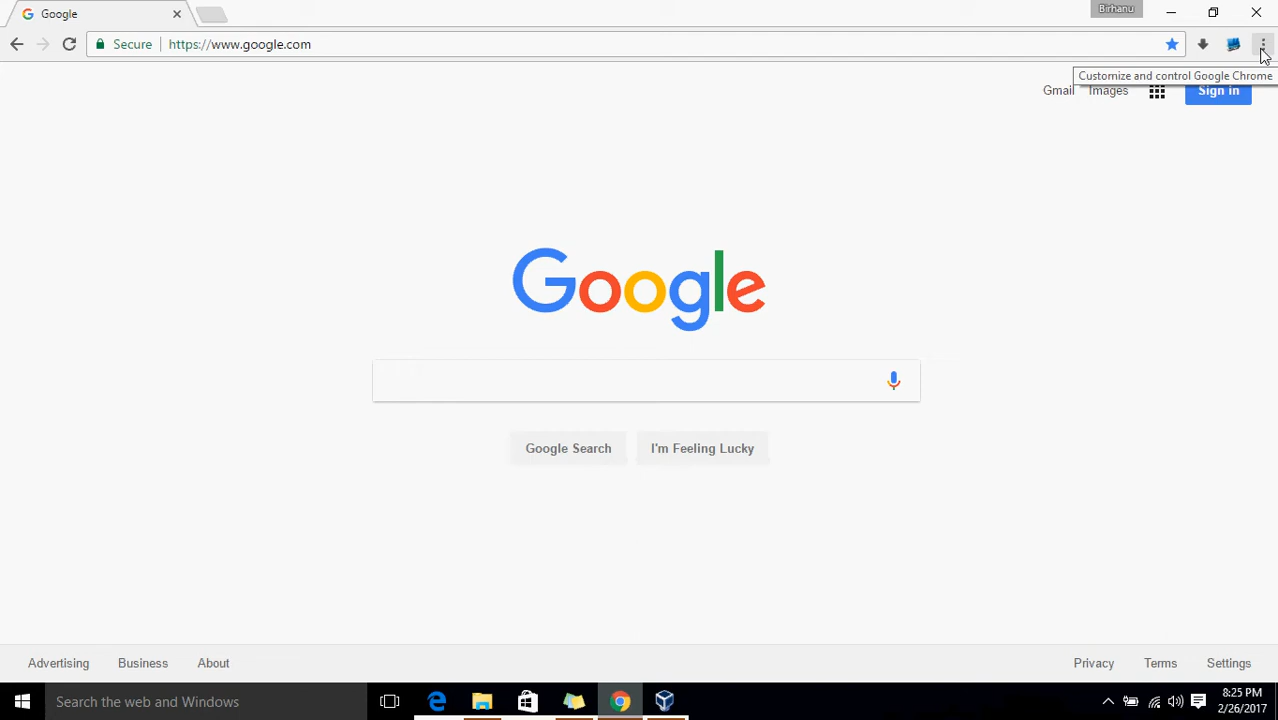 Google
Birhanu
Secure
https://www.google.com
Customize and control Google Chrome
Gmail
Images
Sign in
Google
Google Search
I'm Feeling Lucky
Advertising
Business
About
Privacy
Terms
Settings
Search the web and Windows
8:25 PM
2/26/2017